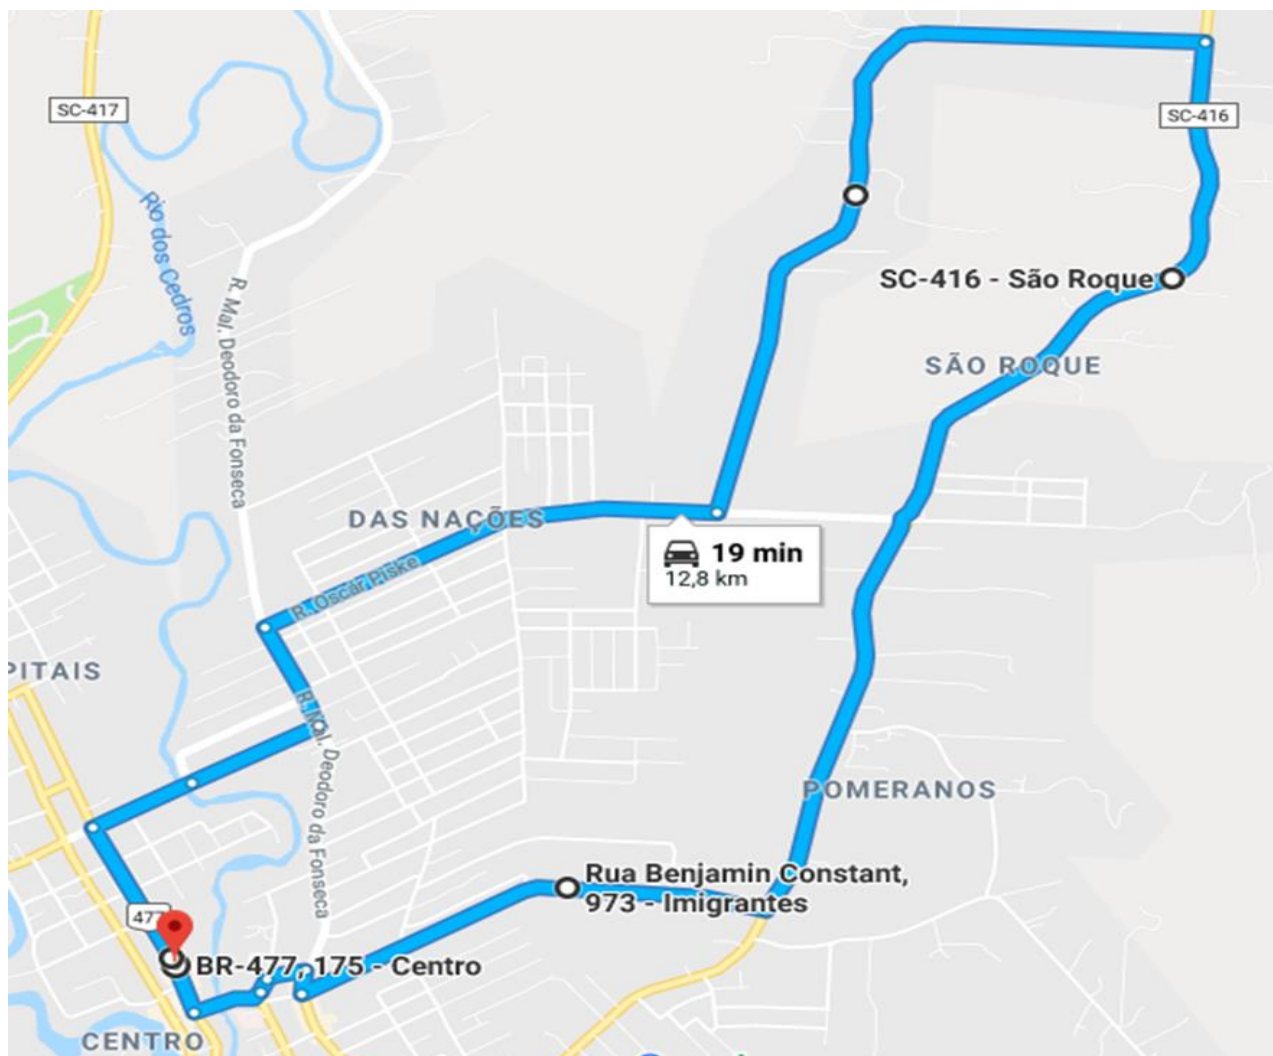 SC-417
SC-416
Rio dos Cedros
R. Mal. Deodoro da Fonseca
SC-416 - São Roque
SÃO ROQUE
DAS NAÇÕES
19 min
12,8 km
R. Oscar Piske
PITAIS
R. Mal. Deodoro da Fonseca
POMERANOS
Rua Benjamin Constant,
973 - Imigrantes
477
BR-477, 175 - Centro
CENTRO